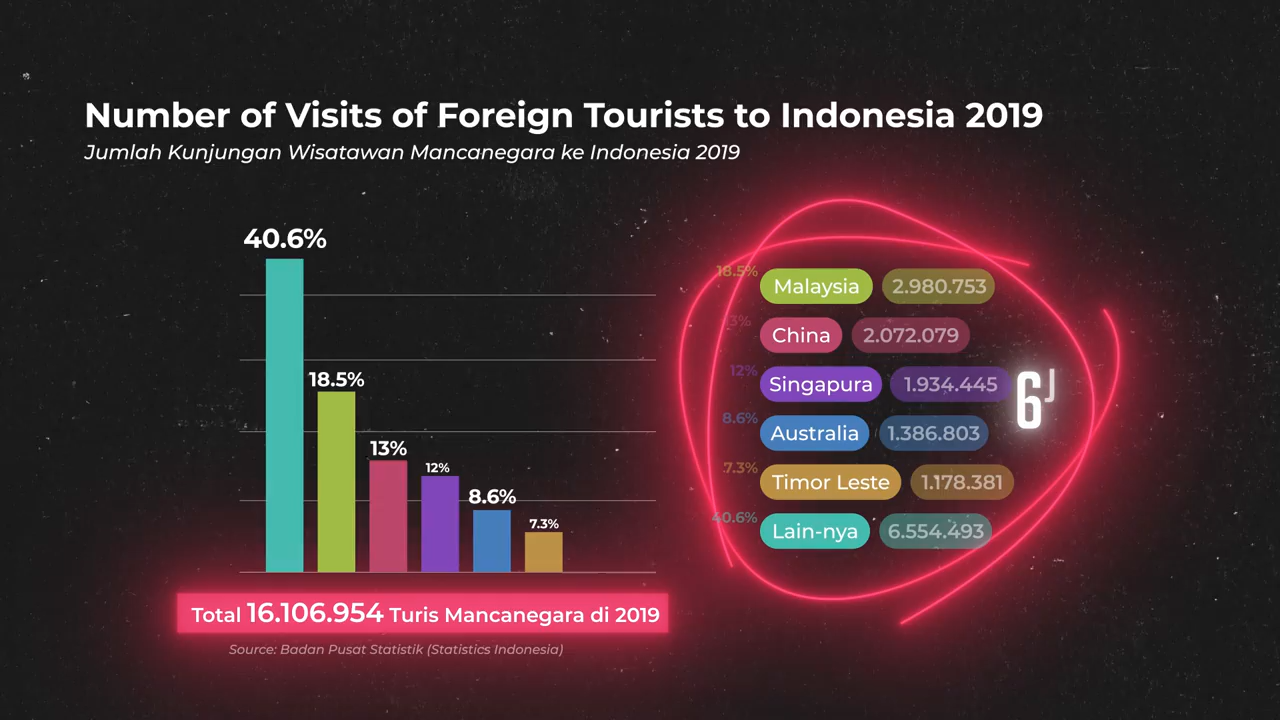 Number of Visits of Foreign Tourists to Indonesia 2019
Jumlah Kunjungan Wisatawan Mancanegara ke Indonesia 2019
40.6%
18.5%
13%
12%
8.6%
7.3%
Total 16.106.954 Turis Mancanegara di 2019
Source: Badan Pusat Statistik (Statistics Indonesia)
18.5% Malaysia 2.980.753
3% China 2.072.079
12% Singapura 1.934.445
8.6% Australia 1.386.803
7.3% Timor Leste 1.178.381
40.6% Lain-nya 6.554.493
6J